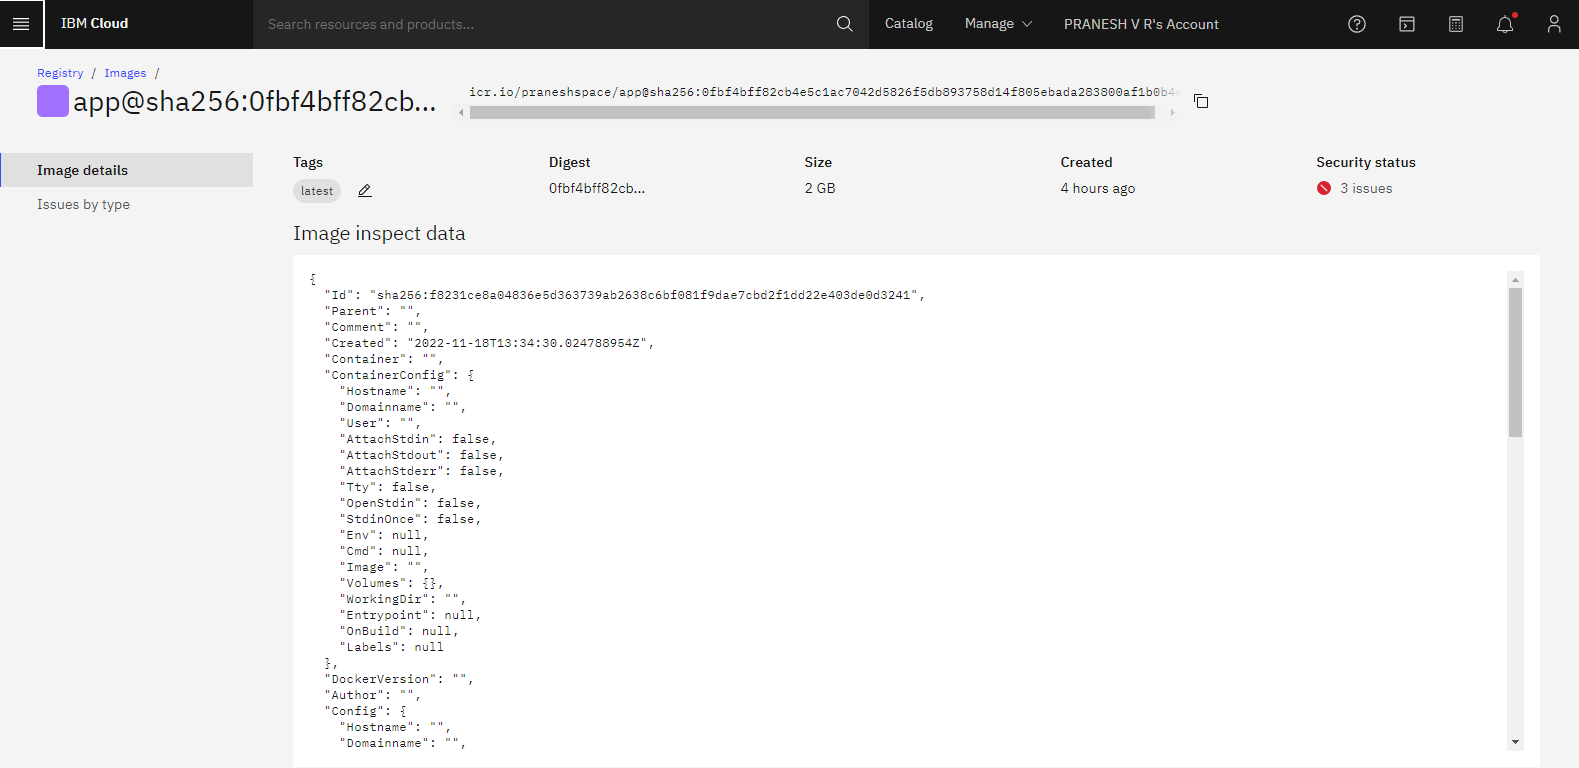 IBM Cloud
Search resources and products...
Catalog
Manage
PRANESH V R's Account
Registry / Images /
app@sha256:0fbf4bff82cb...
icr.io/praneshspace/app@sha256:0fbf4bff82cb4e5c1ac7042d5826f5db893758d14f805ebada283800af1b0b4
Image details
Issues by type
Tags
latest
Digest
0fbf4bff82cb...
Size
2 GB
Created
4 hours ago
Security status
3 issues
Image inspect data
{
"Id": "sha256:f8231ce8a04836e5d363739ab2638c6bf081f9dae7cbd2f1dd22e403de0d3241",
"Parent": "",
"Comment": "",
"Created": "2022-11-18T13:34:30.024788954Z",
"Container": "",
"ContainerConfig": {
"Hostname": "",
"Domainname": "",
"User": "",
"AttachStdin": false,
"AttachStdout": false,
"AttachStderr": false,
"Tty": false,
"OpenStdin": false,
"StdinOnce": false,
"Env": null,
"Cmd": null,
"Image": "",
"Volumes": {},
"WorkingDir": "",
"Entrypoint": null,
"OnBuild": null,
"Labels": null
},
"DockerVersion": "",
"Author": "",
"Config": {
"Hostname": "",
"Domainname": "",